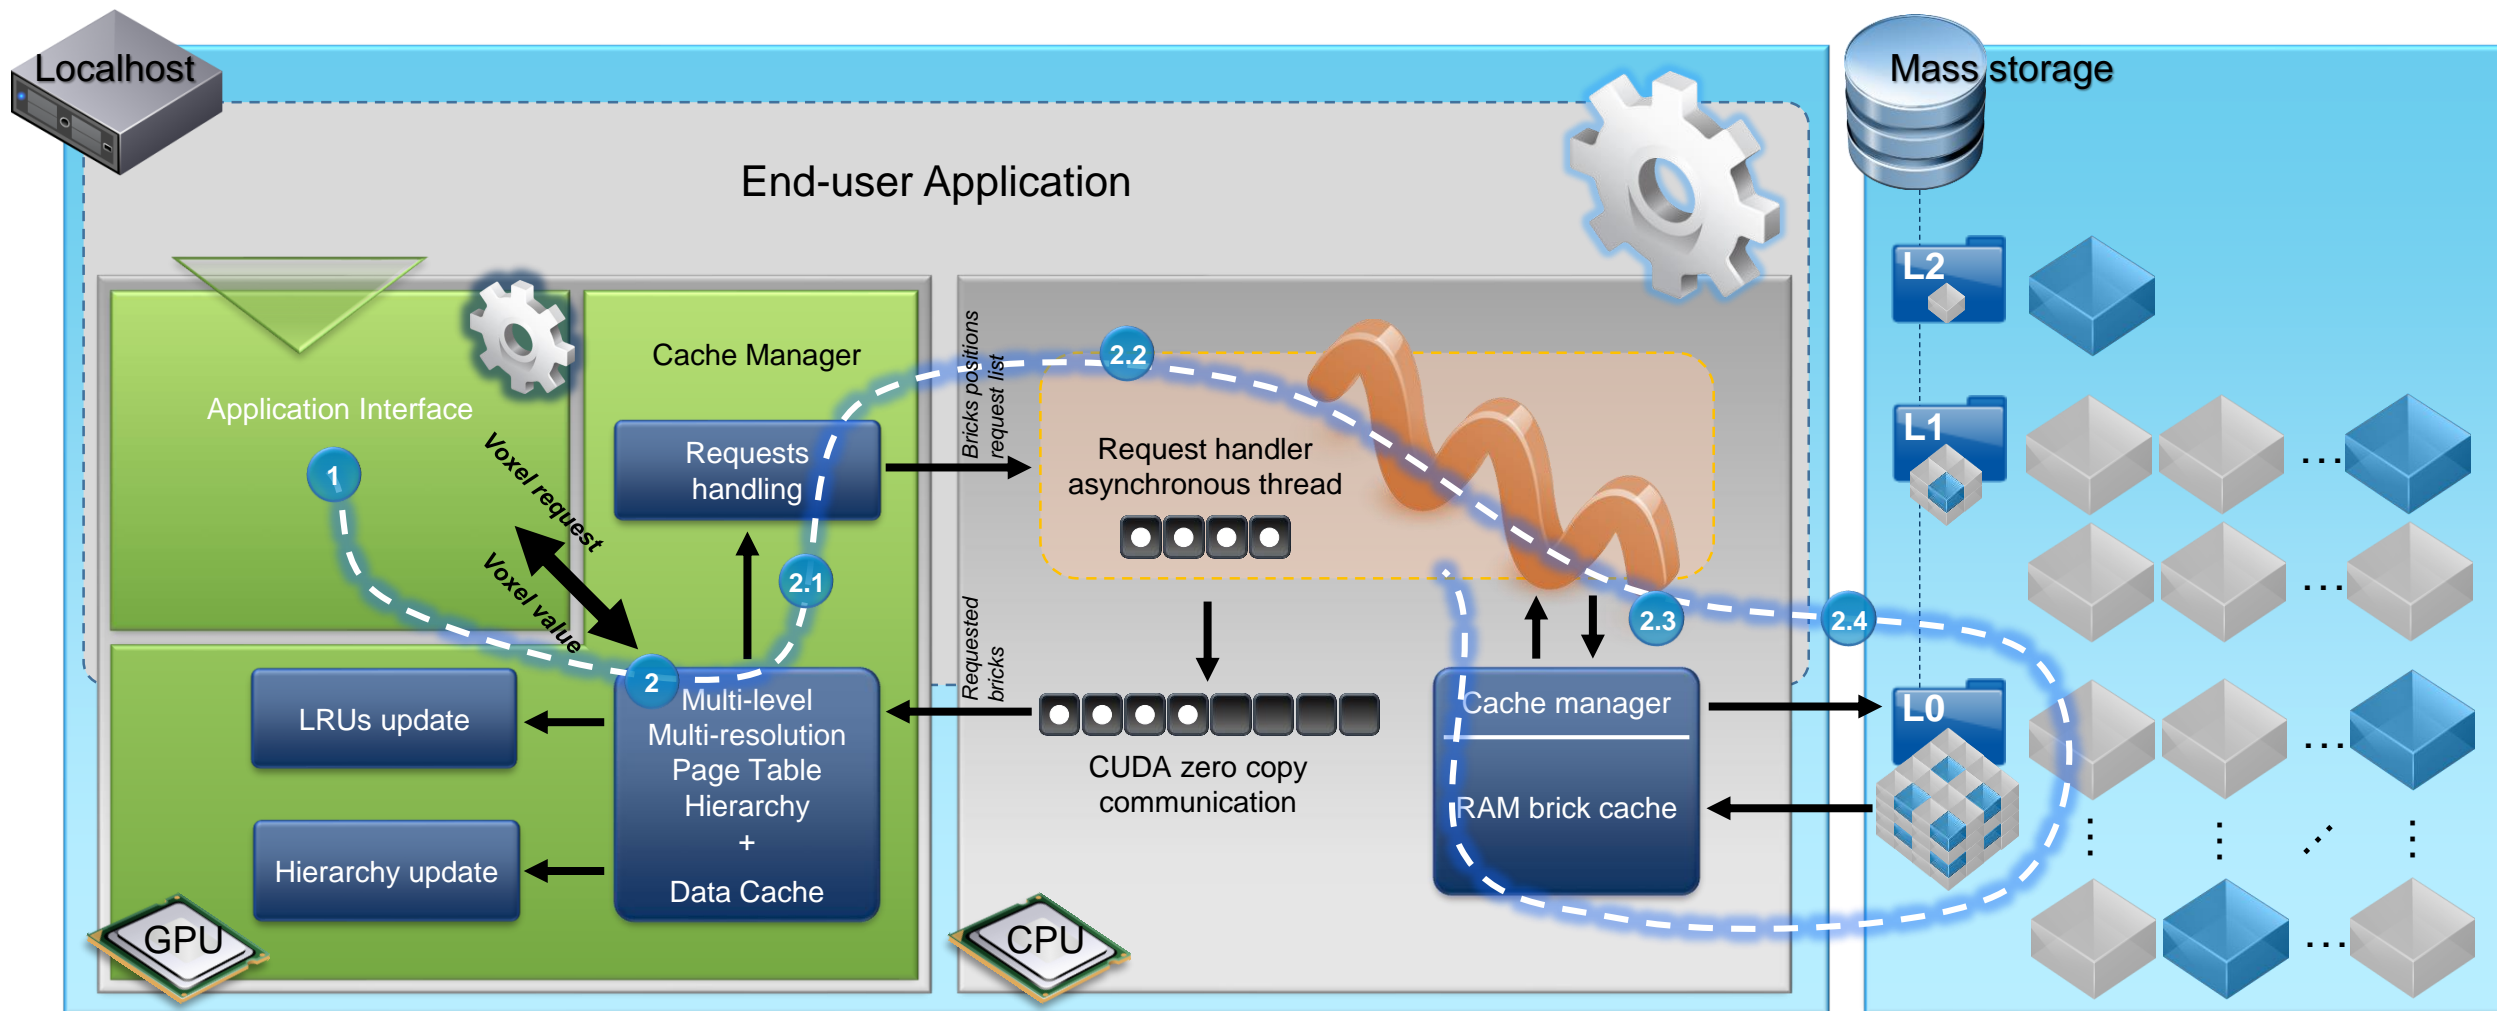 Localhost
Mass storage
End-user Application
L2
Cache Manager
2.2
Bricks positions
request list
Application Interface
L1
Voxel request
Requests
handling
Request handler
asynchronous thread
1
Voxel value
2.1
2.3
2.4
Requested
bricks
2
Multi-level
Multi-resolution
Page Table
Hierarchy
+
Data Cache
LRUs update
Hierarchy update
CUDA zero copy
communication
Cache manager
RAM brick cache
L0
GPU
CPU